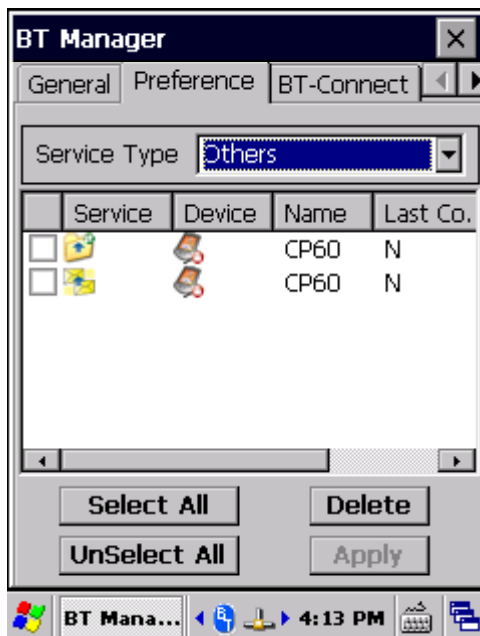 BT Manager
General Preference BT-Connect
Service Type Others
Service Device Name Last Co.
CP60 N
CP60 N
Select All Delete
UnSelect All Apply
BT Mana... 4:13 PM